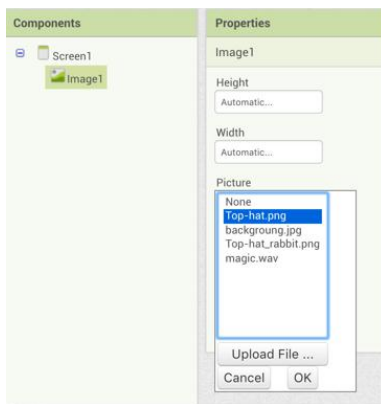 Components
Screen1
Image1
Properties
Image1
Height
Automatic...
Width
Automatic...
Picture
None
Top-hat.png
backgroung.jpg
Top-hat_rabbit.png
magic.wav
Upload File ...
Cancel OK